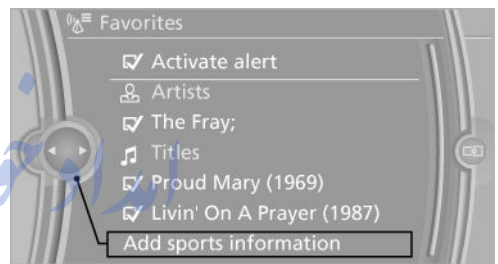 Favorites
Activate alert
Artists
The Fray;
Titles
Proud Mary (1969)
Livin' On A Prayer (1987)
Add sports information